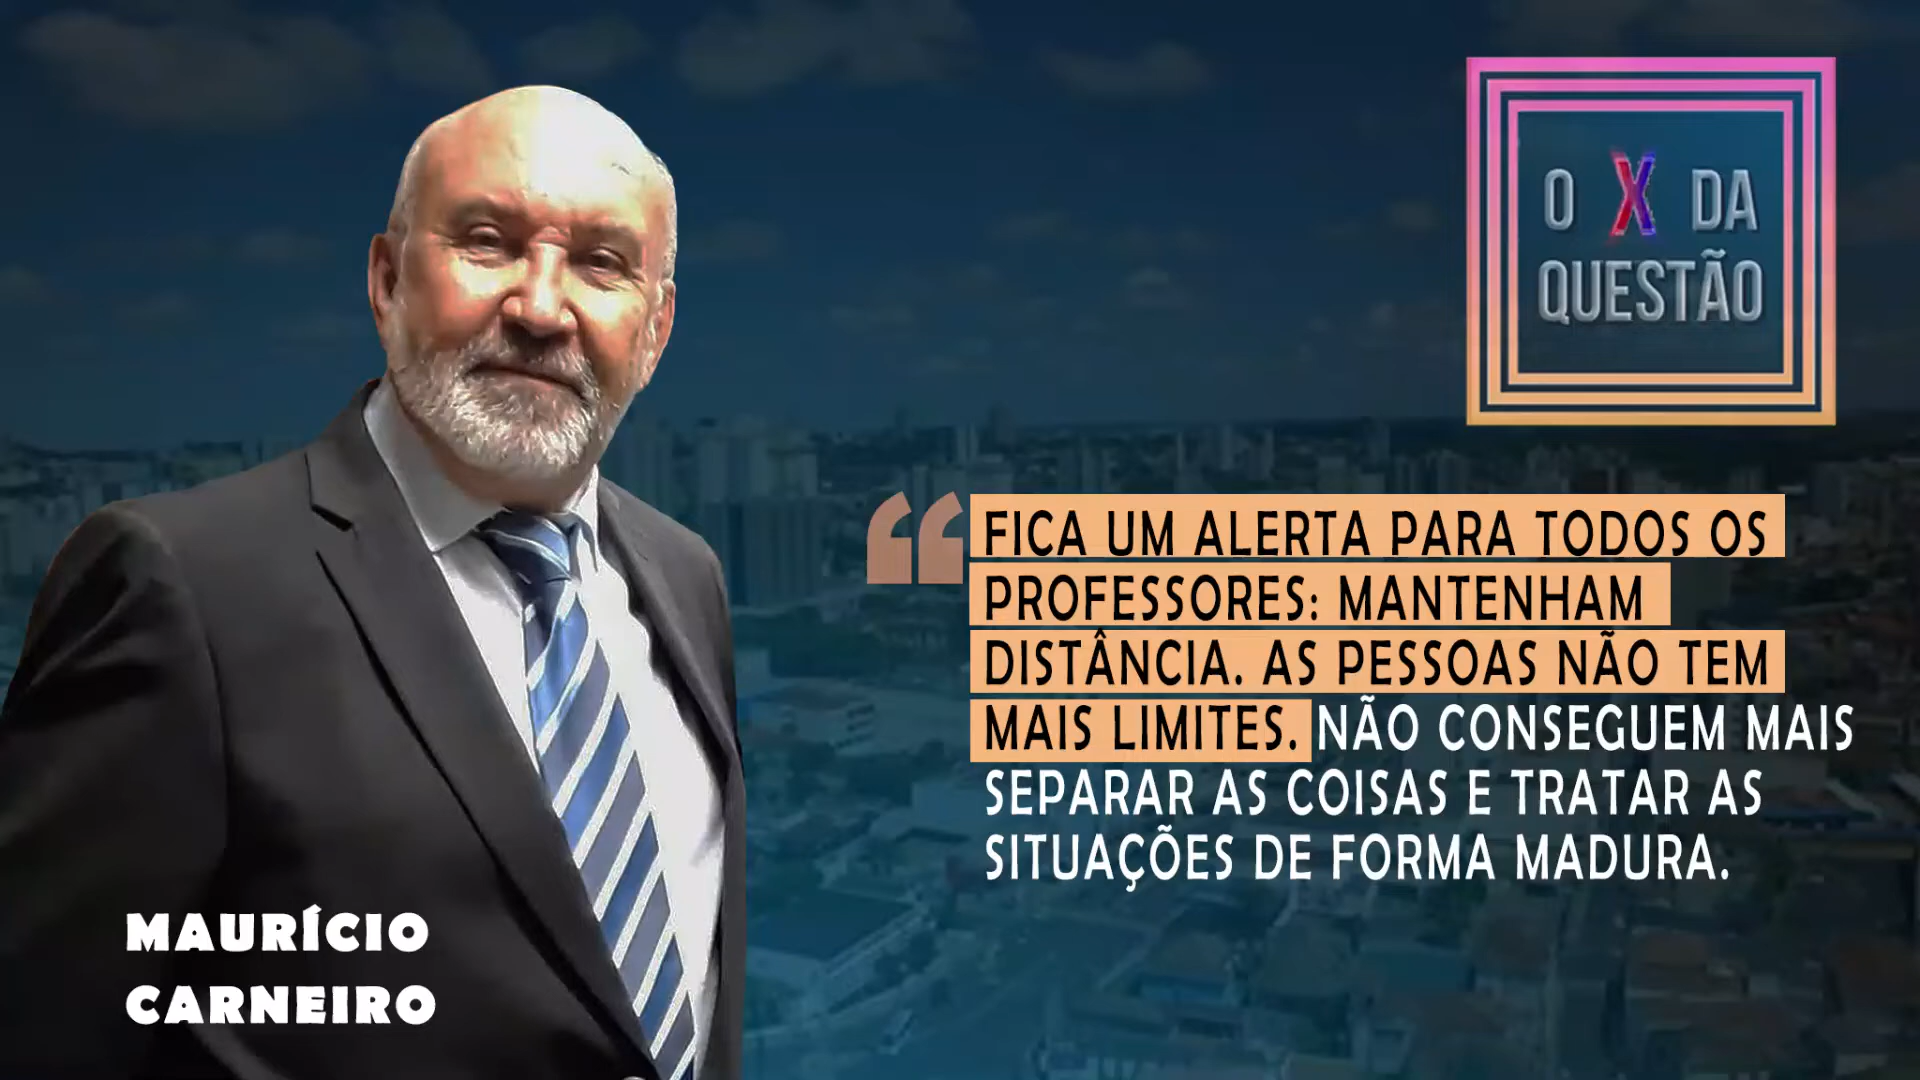 O X DA
QUESTÃO
“FICA UM ALERTA PARA TODOS OS
PROFESSORES: MANTENHAM
DISTÂNCIA. AS PESSOAS NÃO TEM
MAIS LIMITES. NÃO CONSEGUEM MAIS
SEPARAR AS COISAS E TRATAR AS
SITUAÇÕES DE FORMA MADURA.
MAURÍCIO
CARNEIRO